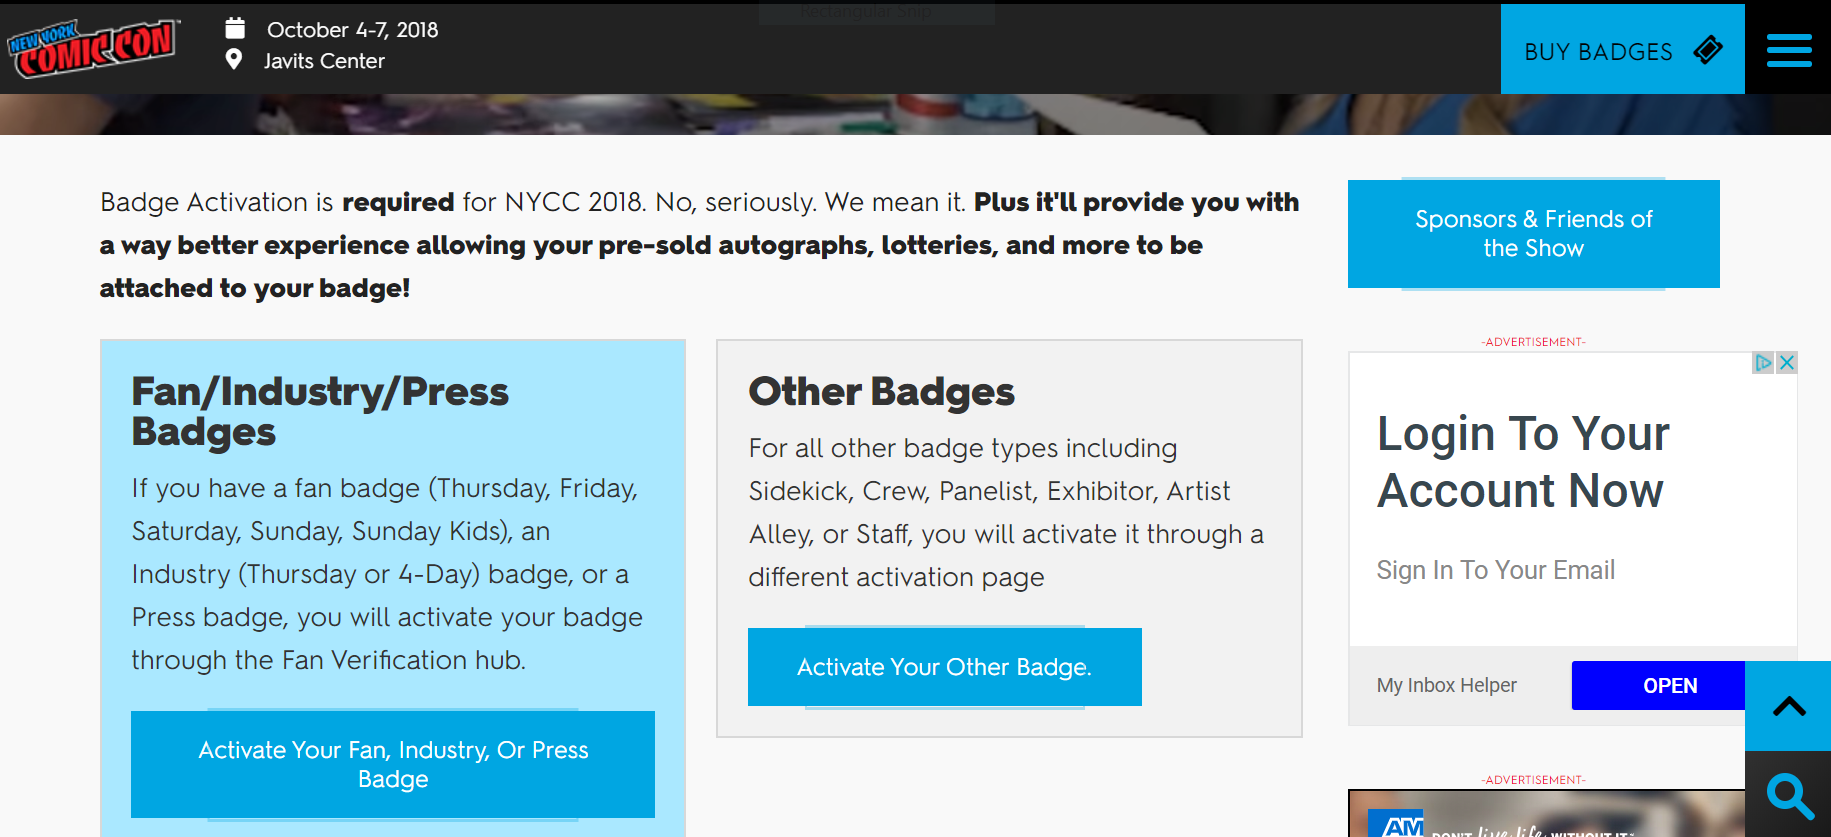 Rectangular Snip
NEW YORK
COMIC CON
October 4-7, 2018
Javits Center
BUY BADGES
Badge Activation is required for NYCC 2018. No, seriously. We mean it. Plus it'll provide you with
a way better experience allowing your pre-sold autographs, lotteries, and more to be
attached to your badge!
Fan/Industry/Press
Badges
If you have a fan badge (Thursday, Friday,
Saturday, Sunday, Sunday Kids), an
Industry (Thursday or 4-Day) badge, or a
Press badge, you will activate your badge
through the Fan Verification hub.
Activate Your Fan, Industry, Or Press
Badge
Other Badges
For all other badge types including
Sidekick, Crew, Panelist, Exhibitor, Artist
Alley, or Staff, you will activate it through a
different activation page
Activate Your Other Badge.
Sponsors & Friends of
the Show
-ADVERTISEMENT-
Login To Your
Account Now
Sign In To Your Email
My Inbox Helper
OPEN
-ADVERTISEMENT-
AM
DON'T live life WITHOUT IT